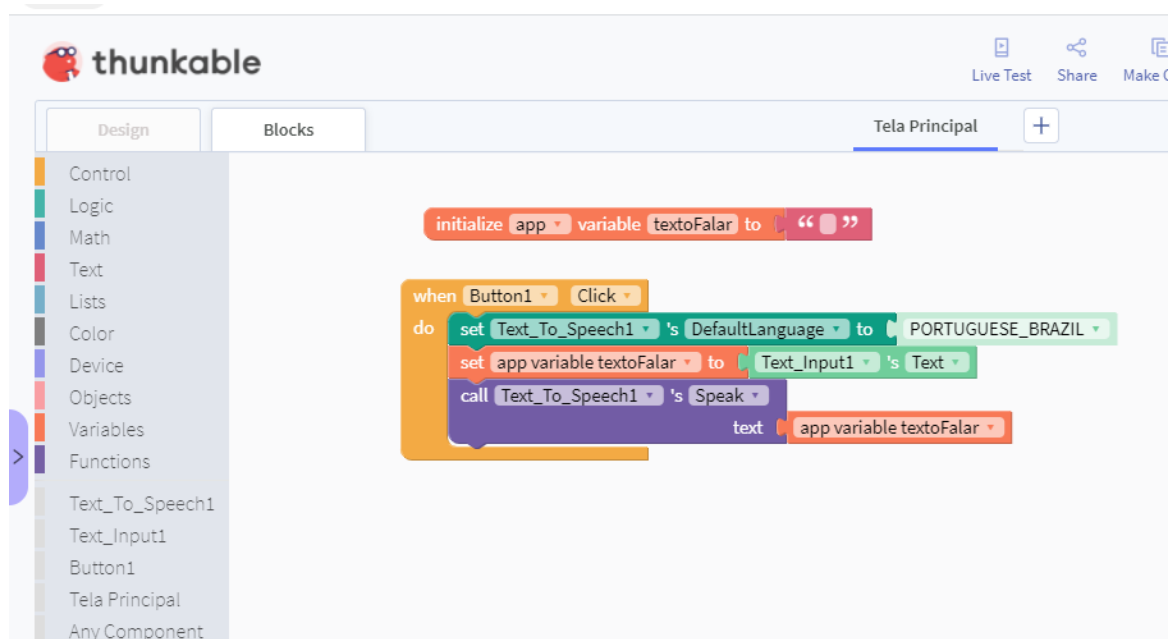 thunkable
Live Test Share Make
Design Blocks Tela Principal +
Control
Logic
Math
Text
Lists
Color
Device
Objects
Variables
Functions
Text_To_Speech1
Text_Input1
Button1
Tela Principal
Any Component
initialize app variable textoFalar to “ ”
when Button1 Click
do set Text_To_Speech1 's DefaultLanguage to PORTUGUESE_BRAZIL
set app variable textoFalar to Text_Input1 's Text
call Text_To_Speech1 's Speak
text app variable textoFalar